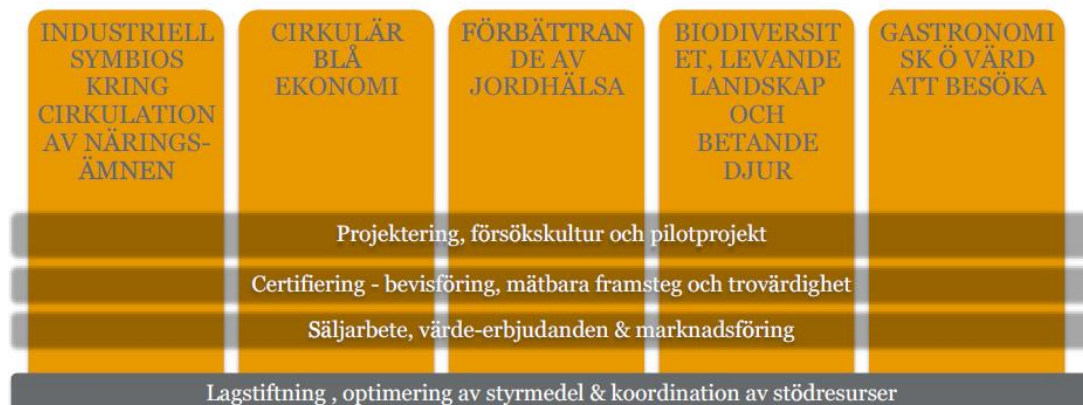 INDUSTRIELL
SYMBIOS
KRING
CIRKULATION
AV NÄRINGS-
ÄMNEN
CIRKULÄR
BLÅ
EKONOMI
FÖRBÄTTRAN
DE AV
JORDHÄLSA
BIODIVERSIT
ET, LEVANDE
LANDSKAP
OCH
BETANDE
DJUR
GASTRONOMI
SK Ö VÄRD
ATT BESÖKA
Projektering, försökskultur och pilotprojekt
Certifiering - bevisföring, mätbara framsteg och trovärdighet
Säljarbete, värde-erbjudanden & marknadsföring
Lagstiftning , optimering av styrmedel & koordination av stödresurser